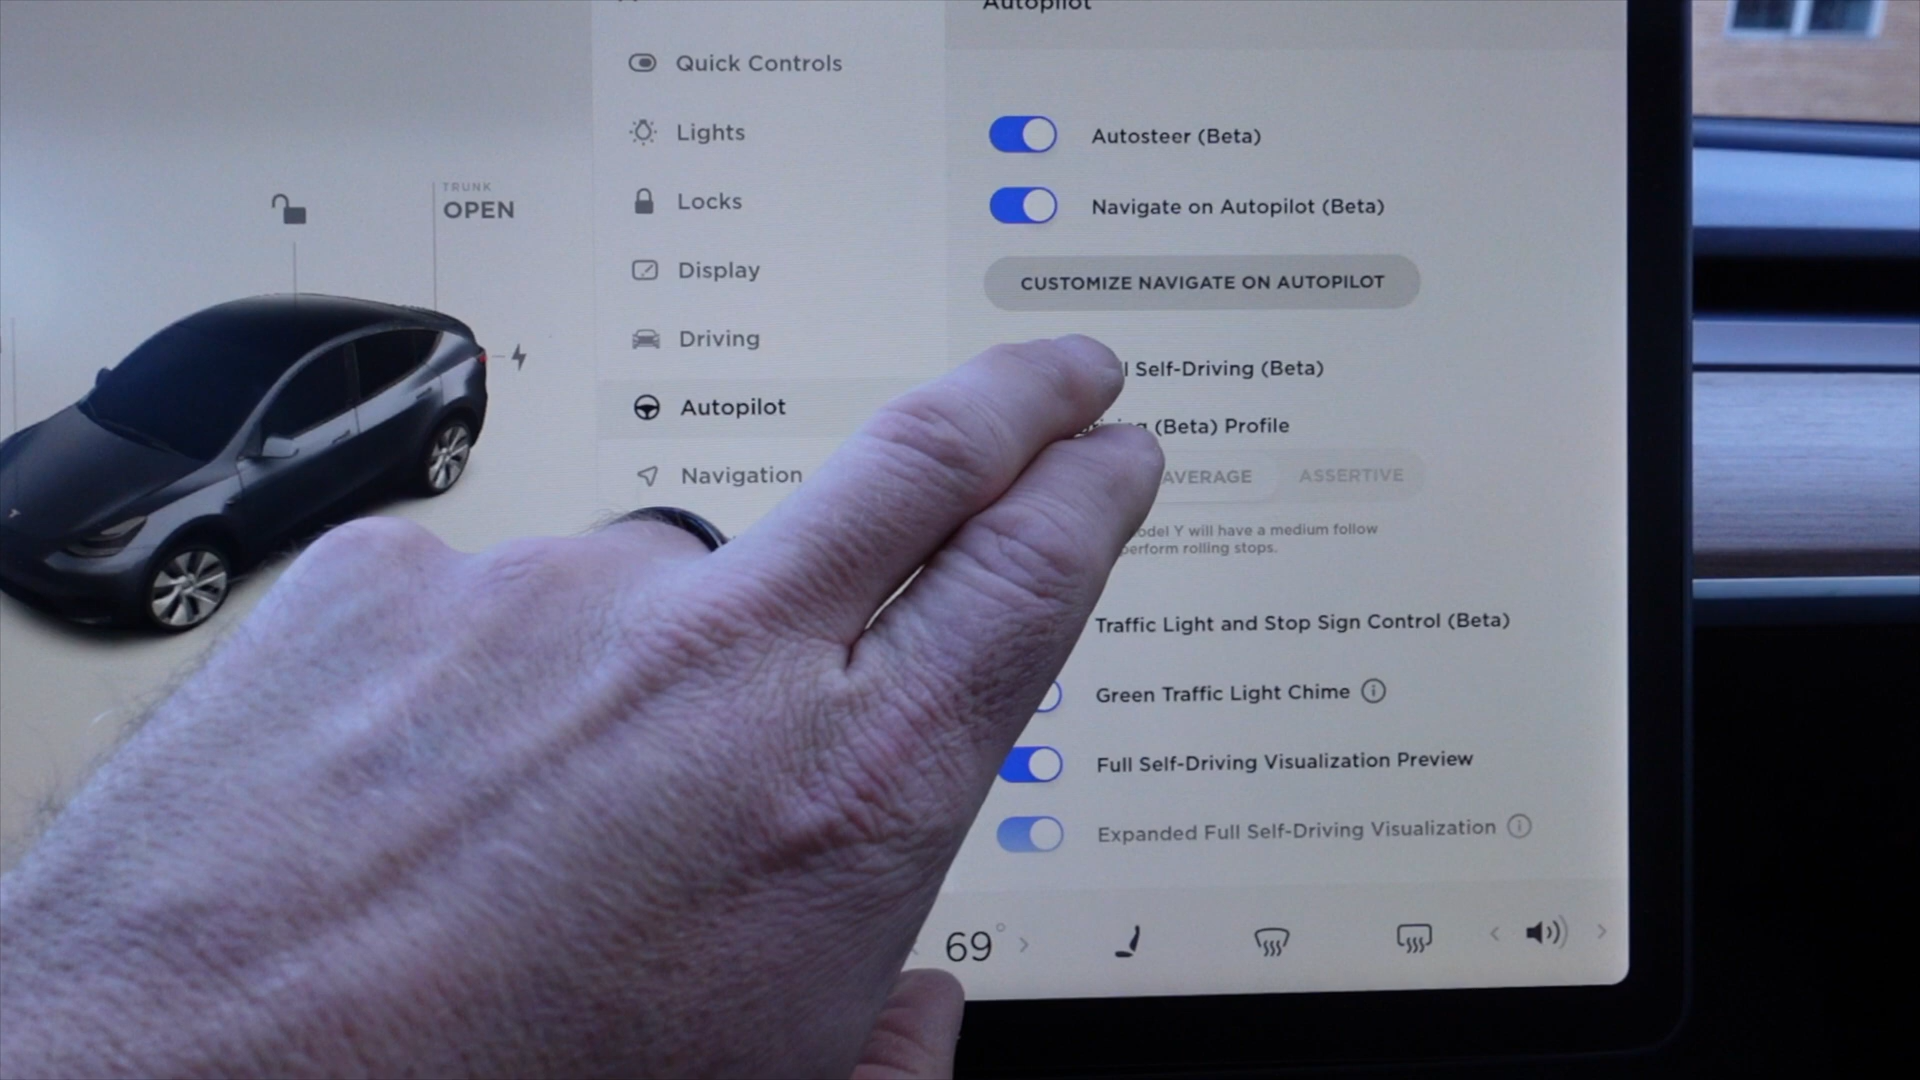 Autopilot
Quick Controls
Lights
Locks
Display
Driving
Autopilot
Navigation
TRUNK
OPEN
Autosteer (Beta)
Navigate on Autopilot (Beta)
CUSTOMIZE NAVIGATE ON AUTOPILOT
Self-Driving (Beta)
(Beta) Profile
AVERAGE ASSERTIVE
Y will have a medium follow
perform rolling stops.
Traffic Light and Stop Sign Control (Beta)
Green Traffic Light Chime
Full Self-Driving Visualization Preview
Expanded Full Self-Driving Visualization
69°